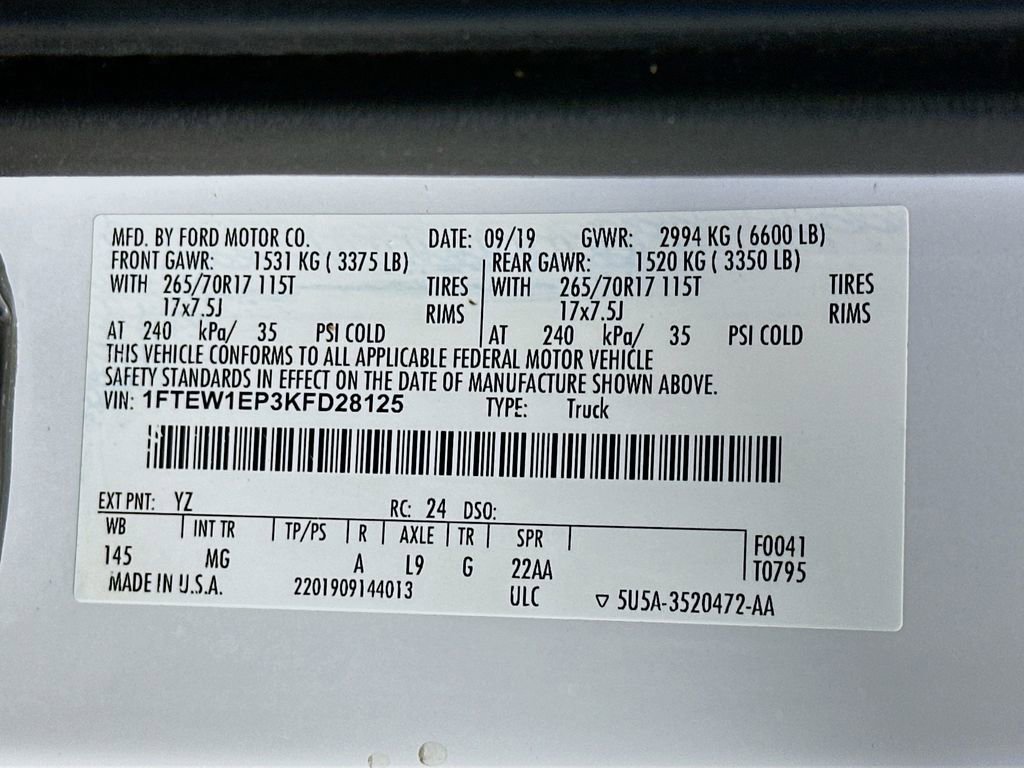 MFD. BY FORD MOTOR CO. DATE: 09/19 GVWR: 2994 KG ( 6600 LB)
FRONT GAWR: 1531 KG ( 3375 LB) REAR GAWR: 1520 KG ( 3350 LB)
WITH 265/70R17 115T TIRES WITH 265/70R17 115T TIRES
17x7.5J RIMS 17x7.5J RIMS
AT 240 kPa/ 35 PSI COLD AT 240 kPa/ 35 PSI COLD
THIS VEHICLE CONFORMS TO ALL APPLICABLE FEDERAL MOTOR VEHICLE
SAFETY STANDARDS IN EFFECT ON THE DATE OF MANUFACTURE SHOWN ABOVE.
VIN: 1FTEW1EP3KFD28125 TYPE: Truck
EXT PNT: YZ RC: 24 DSO:
WB INT TR TP/PS R AXLE TR SPR F0041
145 MG A L9 G 22AA T0795
MADE IN U.S.A. 2201909144013 ULC ▽ 5U5A-3520472-AA